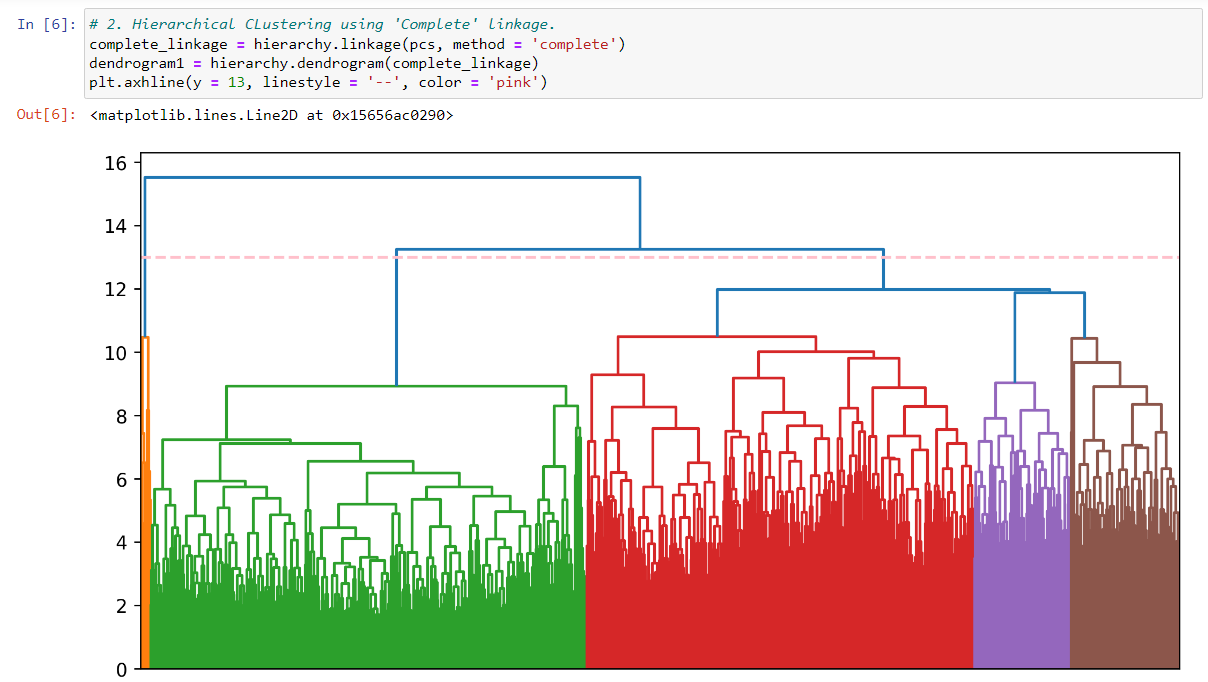 In [6]: # 2. Hierarchical CLustering using 'Complete' linkage.
complete_linkage = hierarchy.linkage(pcs, method = 'complete')
dendrogram1 = hierarchy.dendrogram(complete_linkage)
plt.axhline(y = 13, linestyle = '--', color = 'pink')
Out[6]: <matplotlib.lines.Line2D at 0x15656ac0290>
16
14
12
10
8
6
4
2
0